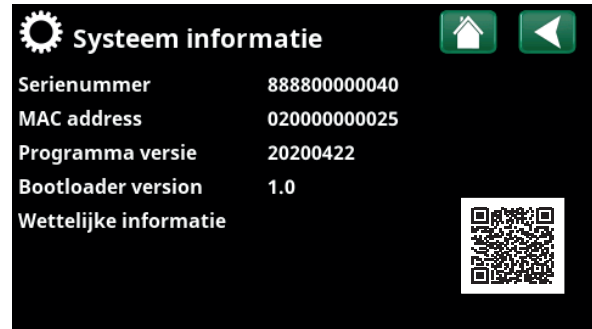 Systeem informatie
Serienummer 888800000040
MAC address 020000000025
Programma versie 20200422
Bootloader version 1.0
Wettelijke informatie